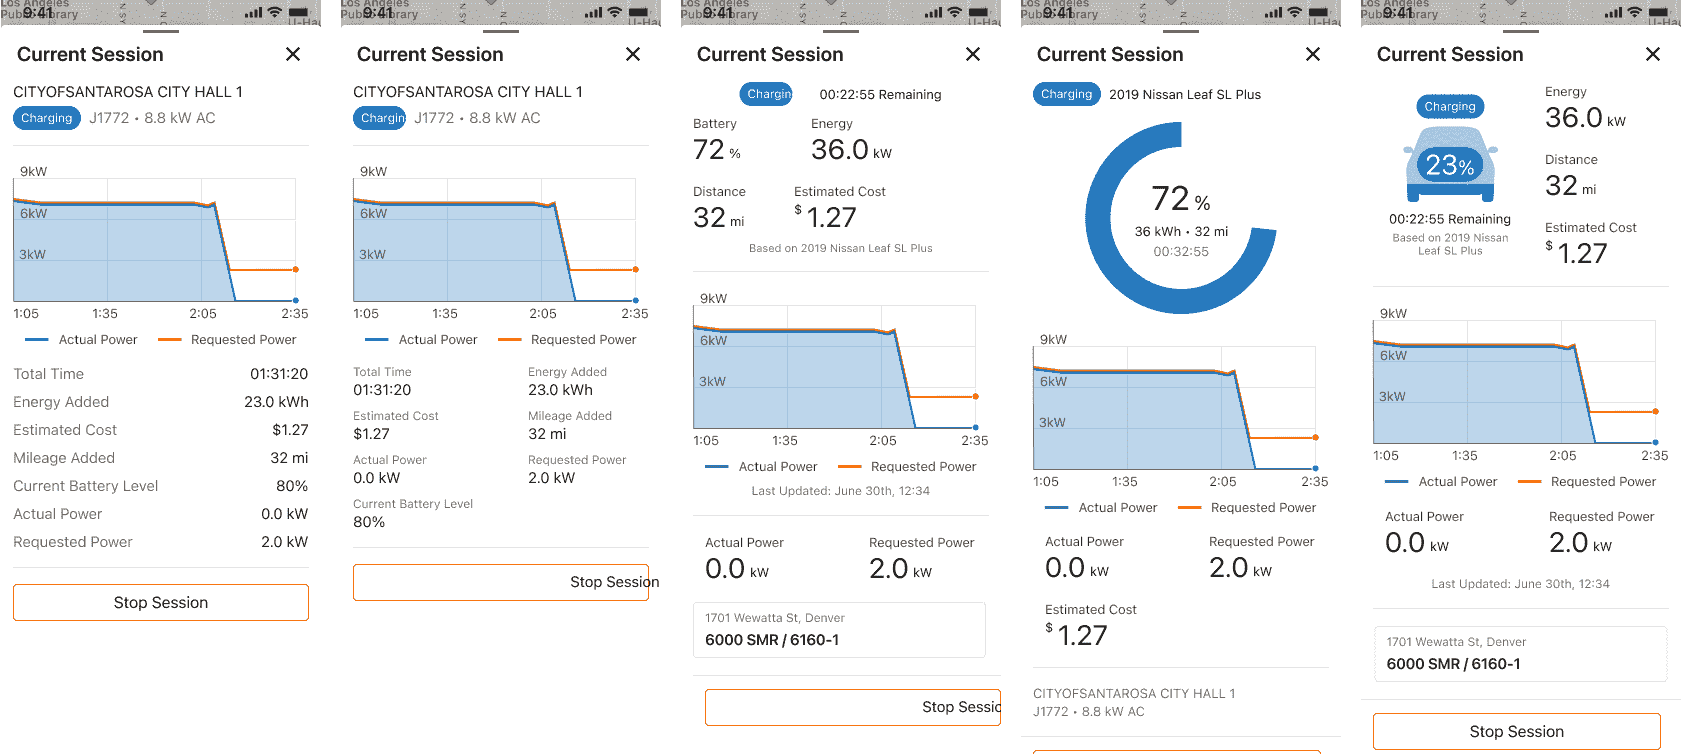 Los Angeles
Public Library
9:41
Current Session
CITYOFSANTAROSA CITY HALL 1
Charging J1772 • 8.8 kW AC
9kW
6kW
3kW
1:05 1:35 2:05 2:35
Actual Power Requested Power
Total Time 01:31:20
Energy Added 23.0 kWh
Estimated Cost $1.27
Mileage Added 32 mi
Current Battery Level 80%
Actual Power 0.0 kW
Requested Power 2.0 kW
Stop Session
Los Angeles
Public Library
9:41
Current Session
CITYOFSANTAROSA CITY HALL 1
Chargin J1772 • 8.8 kW AC
9kW
6kW
3kW
1:05 1:35 2:05 2:35
Actual Power Requested Power
Total Time Energy Added
01:31:20 23.0 kWh
Estimated Cost Mileage Added
$1.27 32 mi
Actual Power Requested Power
0.0 kW 2.0 kW
Current Battery Level
80%
Stop Session
Los Angeles
Public Library
9:41
Current Session
Chargin 00:22:55 Remaining
Battery Energy
72 % 36.0 kW
Distance Estimated Cost
32 mi $ 1.27
Based on 2019 Nissan Leaf SL Plus
9kW
6kW
3kW
1:05 1:35 2:05 2:35
Actual Power Requested Power
Last Updated: June 30th, 12:34
Actual Power Requested Power
0.0 kW 2.0 kW
1701 Wewatta St, Denver
6000 SMR / 6160-1
Stop Sessic
Los Angeles
Public Library
9:41
Current Session
Charging 2019 Nissan Leaf SL Plus
72 %
36 kWh • 32 mi
00:32:55
9kW
6kW
3kW
1:05 1:35 2:05 2:35
Actual Power Requested Power
Actual Power Requested Power
0.0 kW 2.0 kW
Estimated Cost
$ 1.27
CITYOFSANTAROSA CITY HALL 1
J1772 • 8.8 kW AC
Los Angeles
Public Library
9:41
Current Session
Charging
23%
00:22:55 Remaining
Based on 2019 Nissan
Leaf SL Plus
Energy
36.0 kW
Distance
32 mi
Estimated Cost
$ 1.27
9kW
6kW
3kW
1:05 1:35 2:05 2:35
Actual Power Requested Power
Actual Power Requested Power
0.0 kW 2.0 kW
Last Updated: June 30th, 12:34
1701 Wewatta St, Denver
6000 SMR / 6160-1
Stop Session